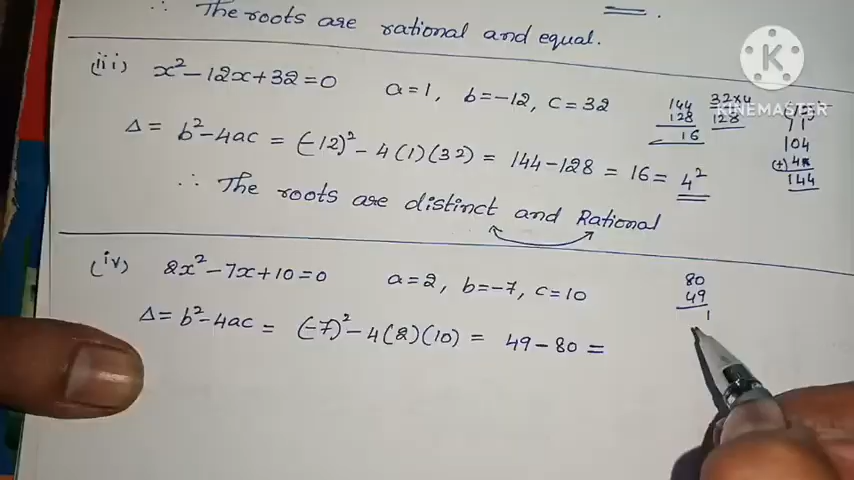 ∴ The roots are rational and equal.
(iii) x² - 12x + 32 = 0   a = 1, b = -12, c = 32
Δ = b² - 4ac = (-12)² - 4(1)(32) = 144 - 128 = 16 = 4²
∴ The roots are distinct and Rational
(iv) 2x² - 7x + 10 = 0   a = 2, b = -7, c = 10
Δ = b² - 4ac = (-7)² - 4(2)(10) = 49 - 80 =
144
128
16
32×4
128
104
(+) 4
144
80
49
1
K
KINEMASTER